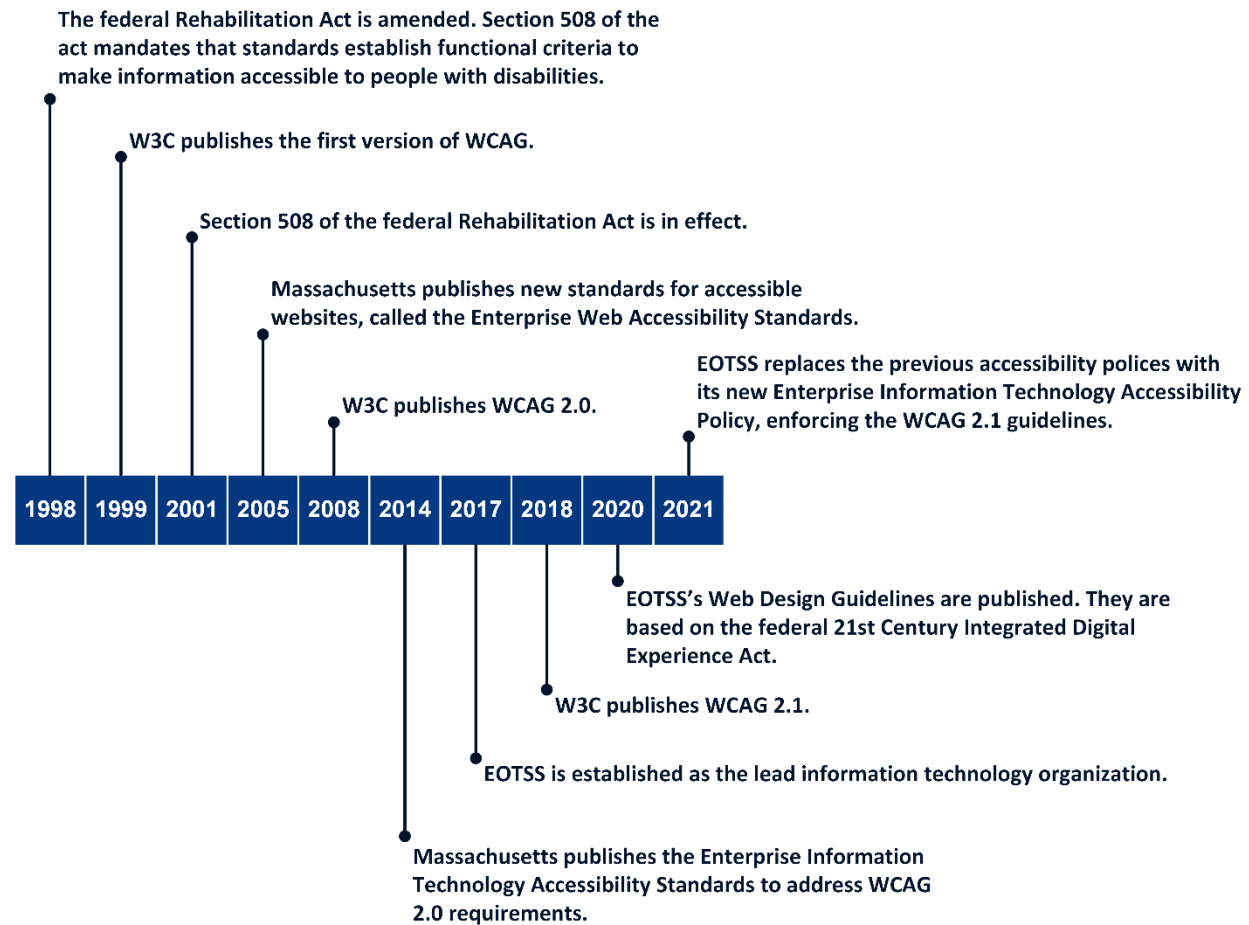 The federal Rehabilitation Act is amended. Section 508 of the
act mandates that standards establish functional criteria to
make information accessible to people with disabilities.
W3C publishes the first version of WCAG.
Section 508 of the federal Rehabilitation Act is in effect.
Massachusetts publishes new standards for accessible
websites, called the Enterprise Web Accessibility Standards.
EOTSS replaces the previous accessibility polices with
its new Enterprise Information Technology Accessibility
Policy, enforcing the WCAG 2.1 guidelines.
W3C publishes WCAG 2.0.
1998 1999 2001 2005 2008 2014 2017 2018 2020 2021
EOTSS’s Web Design Guidelines are published. They are
based on the federal 21st Century Integrated Digital
Experience Act.
W3C publishes WCAG 2.1.
EOTSS is established as the lead information technology organization.
Massachusetts publishes the Enterprise Information
Technology Accessibility Standards to address WCAG
2.0 requirements.